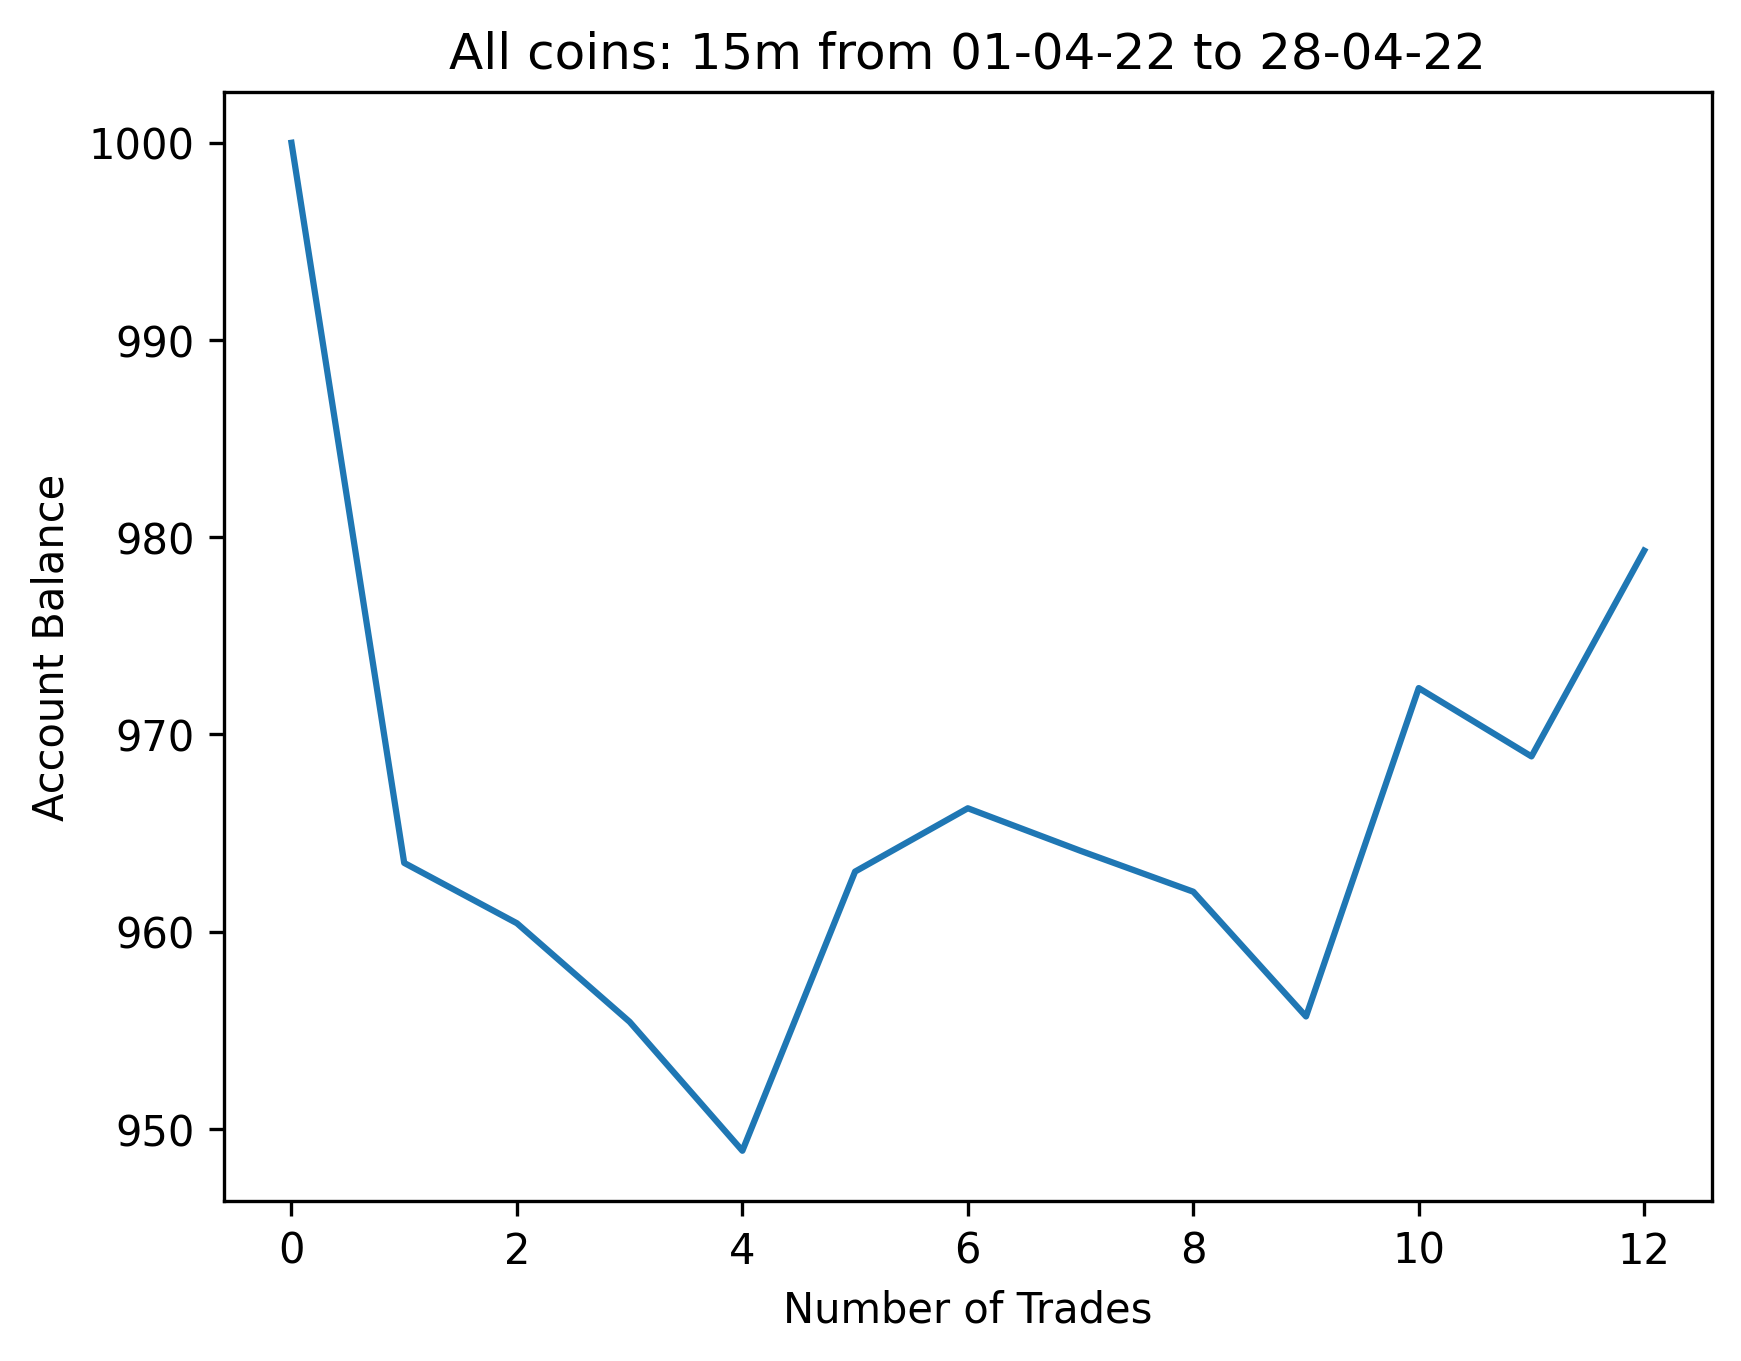 All coins: 15m from 01-04-22 to 28-04-22
1000
990
980
970
960
950
Account Balance
0 2 4 6 8 10 12
Number of Trades